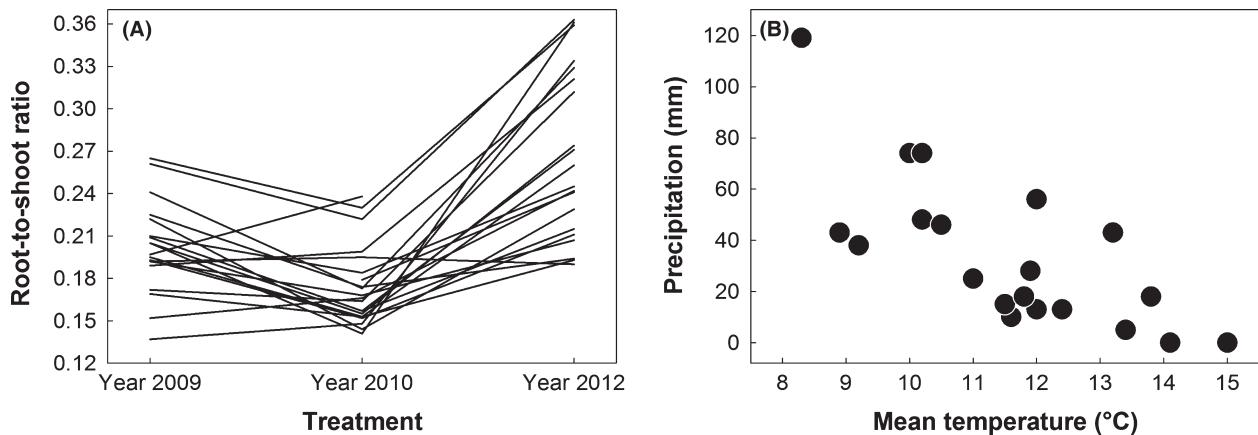 (A)
Root-to-shoot ratio
0.36
0.33
0.30
0.27
0.24
0.21
0.18
0.15
0.12
Year 2009 Year 2010 Year 2012
Treatment
(B)
Precipitation (mm)
120
100
80
60
40
20
0
8 9 10 11 12 13 14 15
Mean temperature (°C)